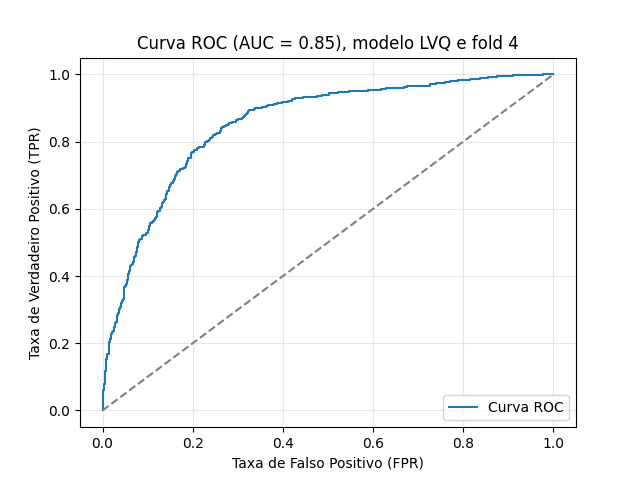 Curva ROC (AUC = 0.85), modelo LVQ e fold 4
Taxa de Verdadeiro Positivo (TPR)
1.0
0.8
0.6
0.4
0.2
0.0
0.0 0.2 0.4 0.6 0.8 1.0
Taxa de Falso Positivo (FPR)
Curva ROC